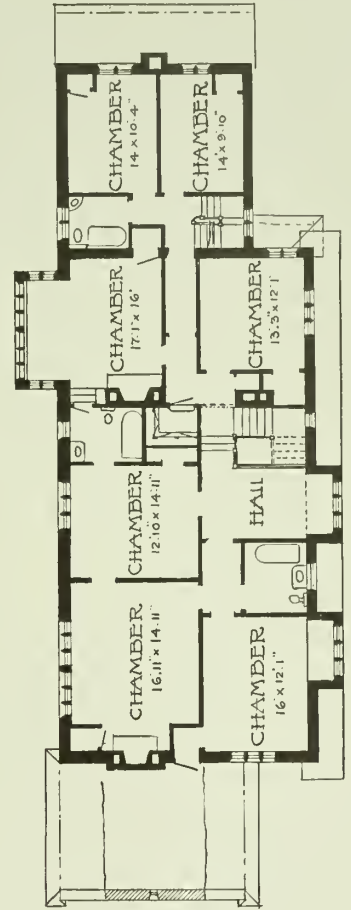 CHAMBER
14' x 10'·4"
CHAMBER
14' x 9'·10"
CHAMBER
17'·1" x 16'
CHAMBER
13'·3" x 12'·1"
CHAMBER
12'·10" x 14'·11"
HALL
CHAMBER
16'·11" x 14'·11"
CHAMBER
16' x 12'·1"